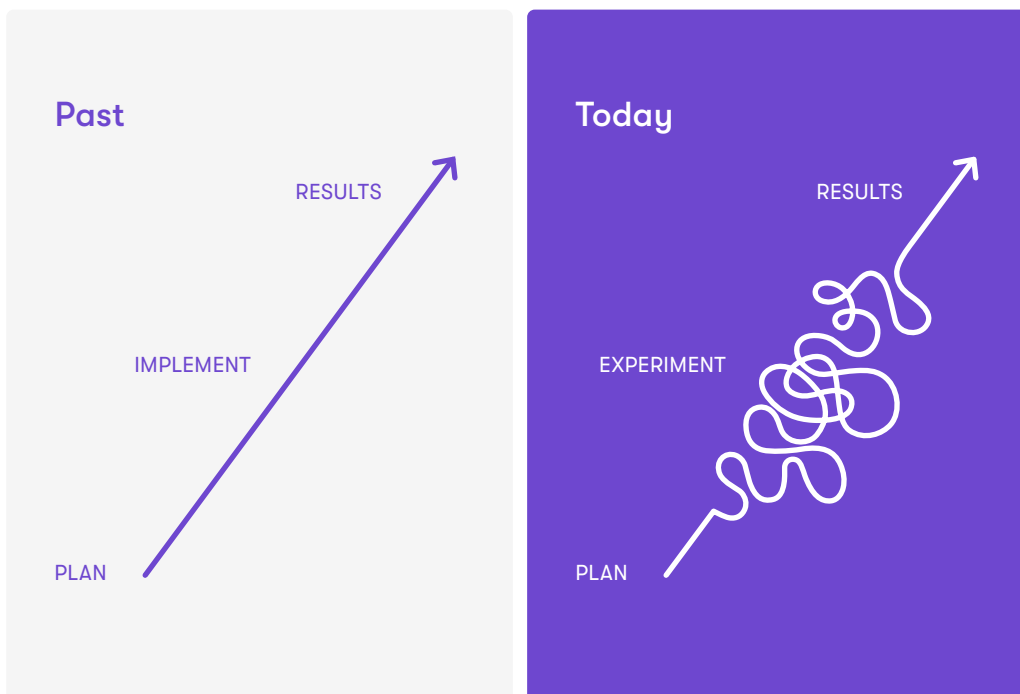 Past
RESULTS
IMPLEMENT
PLAN
Today
RESULTS
EXPERIMENT
PLAN